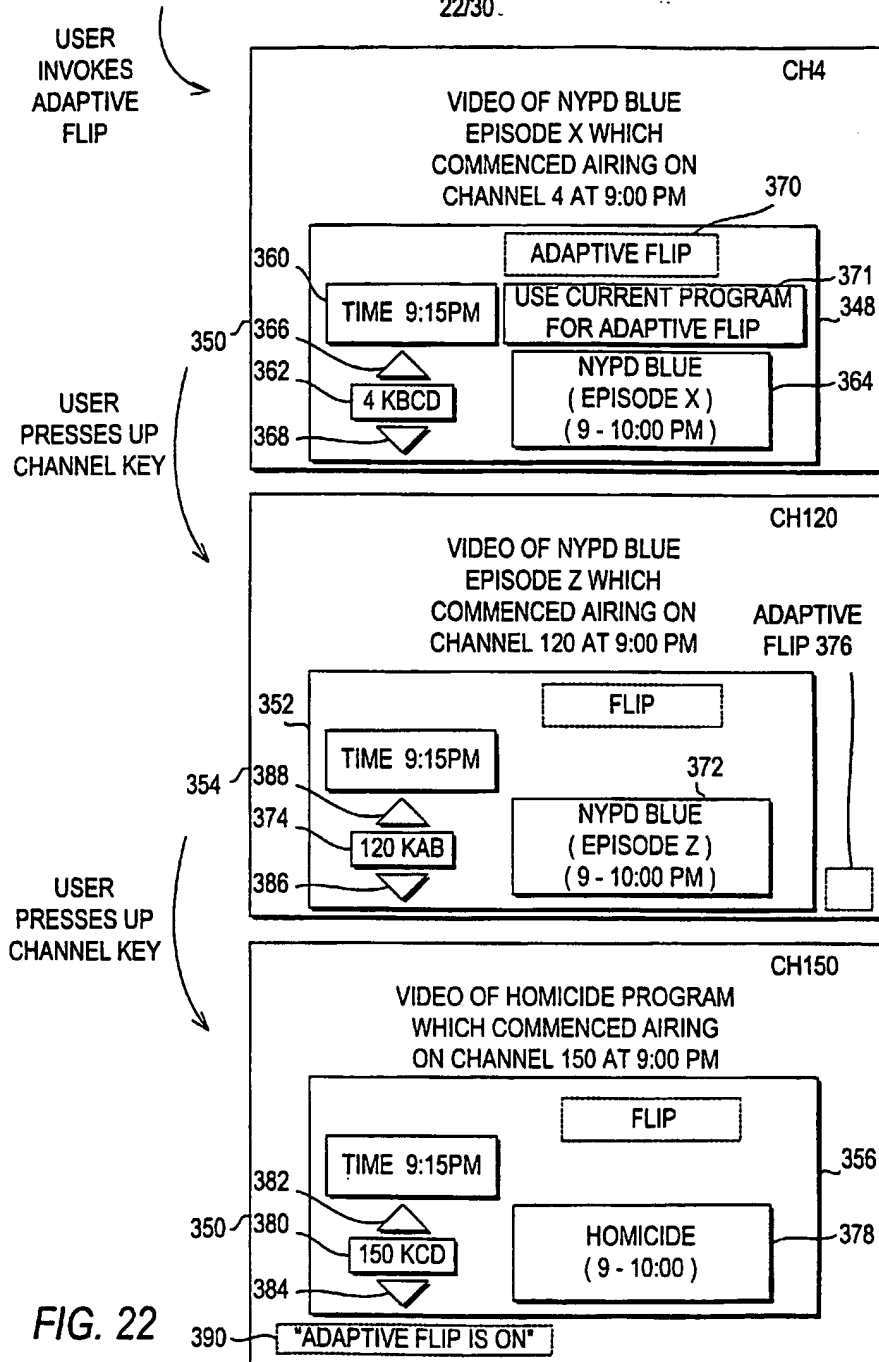 22/30
USER
INVOKES
ADAPTIVE
FLIP
CH4
VIDEO OF NYPD BLUE
EPISODE X WHICH
COMMENCED AIRING ON
CHANNEL 4 AT 9:00 PM
370
ADAPTIVE FLIP
360
371
TIME 9:15PM
USE CURRENT PROGRAM
FOR ADAPTIVE FLIP
348
350
366
362
4 KBCD
NYPD BLUE
( EPISODE X )
( 9 - 10:00 PM )
364
368
USER
PRESSES UP
CHANNEL KEY
CH120
VIDEO OF NYPD BLUE
EPISODE Z WHICH
COMMENCED AIRING ON
CHANNEL 120 AT 9:00 PM
ADAPTIVE
FLIP 376
352
FLIP
TIME 9:15PM
354
388
372
374
120 KAB
NYPD BLUE
( EPISODE Z )
( 9 - 10:00 PM )
386
USER
PRESSES UP
CHANNEL KEY
CH150
VIDEO OF HOMICIDE PROGRAM
WHICH COMMENCED AIRING
ON CHANNEL 150 AT 9:00 PM
FLIP
356
TIME 9:15PM
382
350
380
150 KCD
HOMICIDE
( 9 - 10:00 )
378
384
FIG. 22
390
"ADAPTIVE FLIP IS ON"